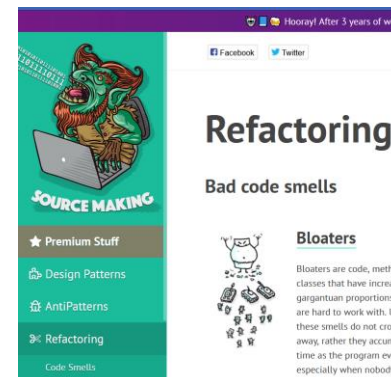 Hooray! After 3 years of w
Facebook Twitter
SOURCE MAKING
Premium Stuff
Design Patterns
AntiPatterns
Refactoring
Code Smells
Refactoring
Bad code smells
Bloaters
Bloaters are code, meth
classes that have increa
gargantuan proportions
are hard to work with. U
these smells do not cro
away, rather they accum
time as the program ev
especially when nobod